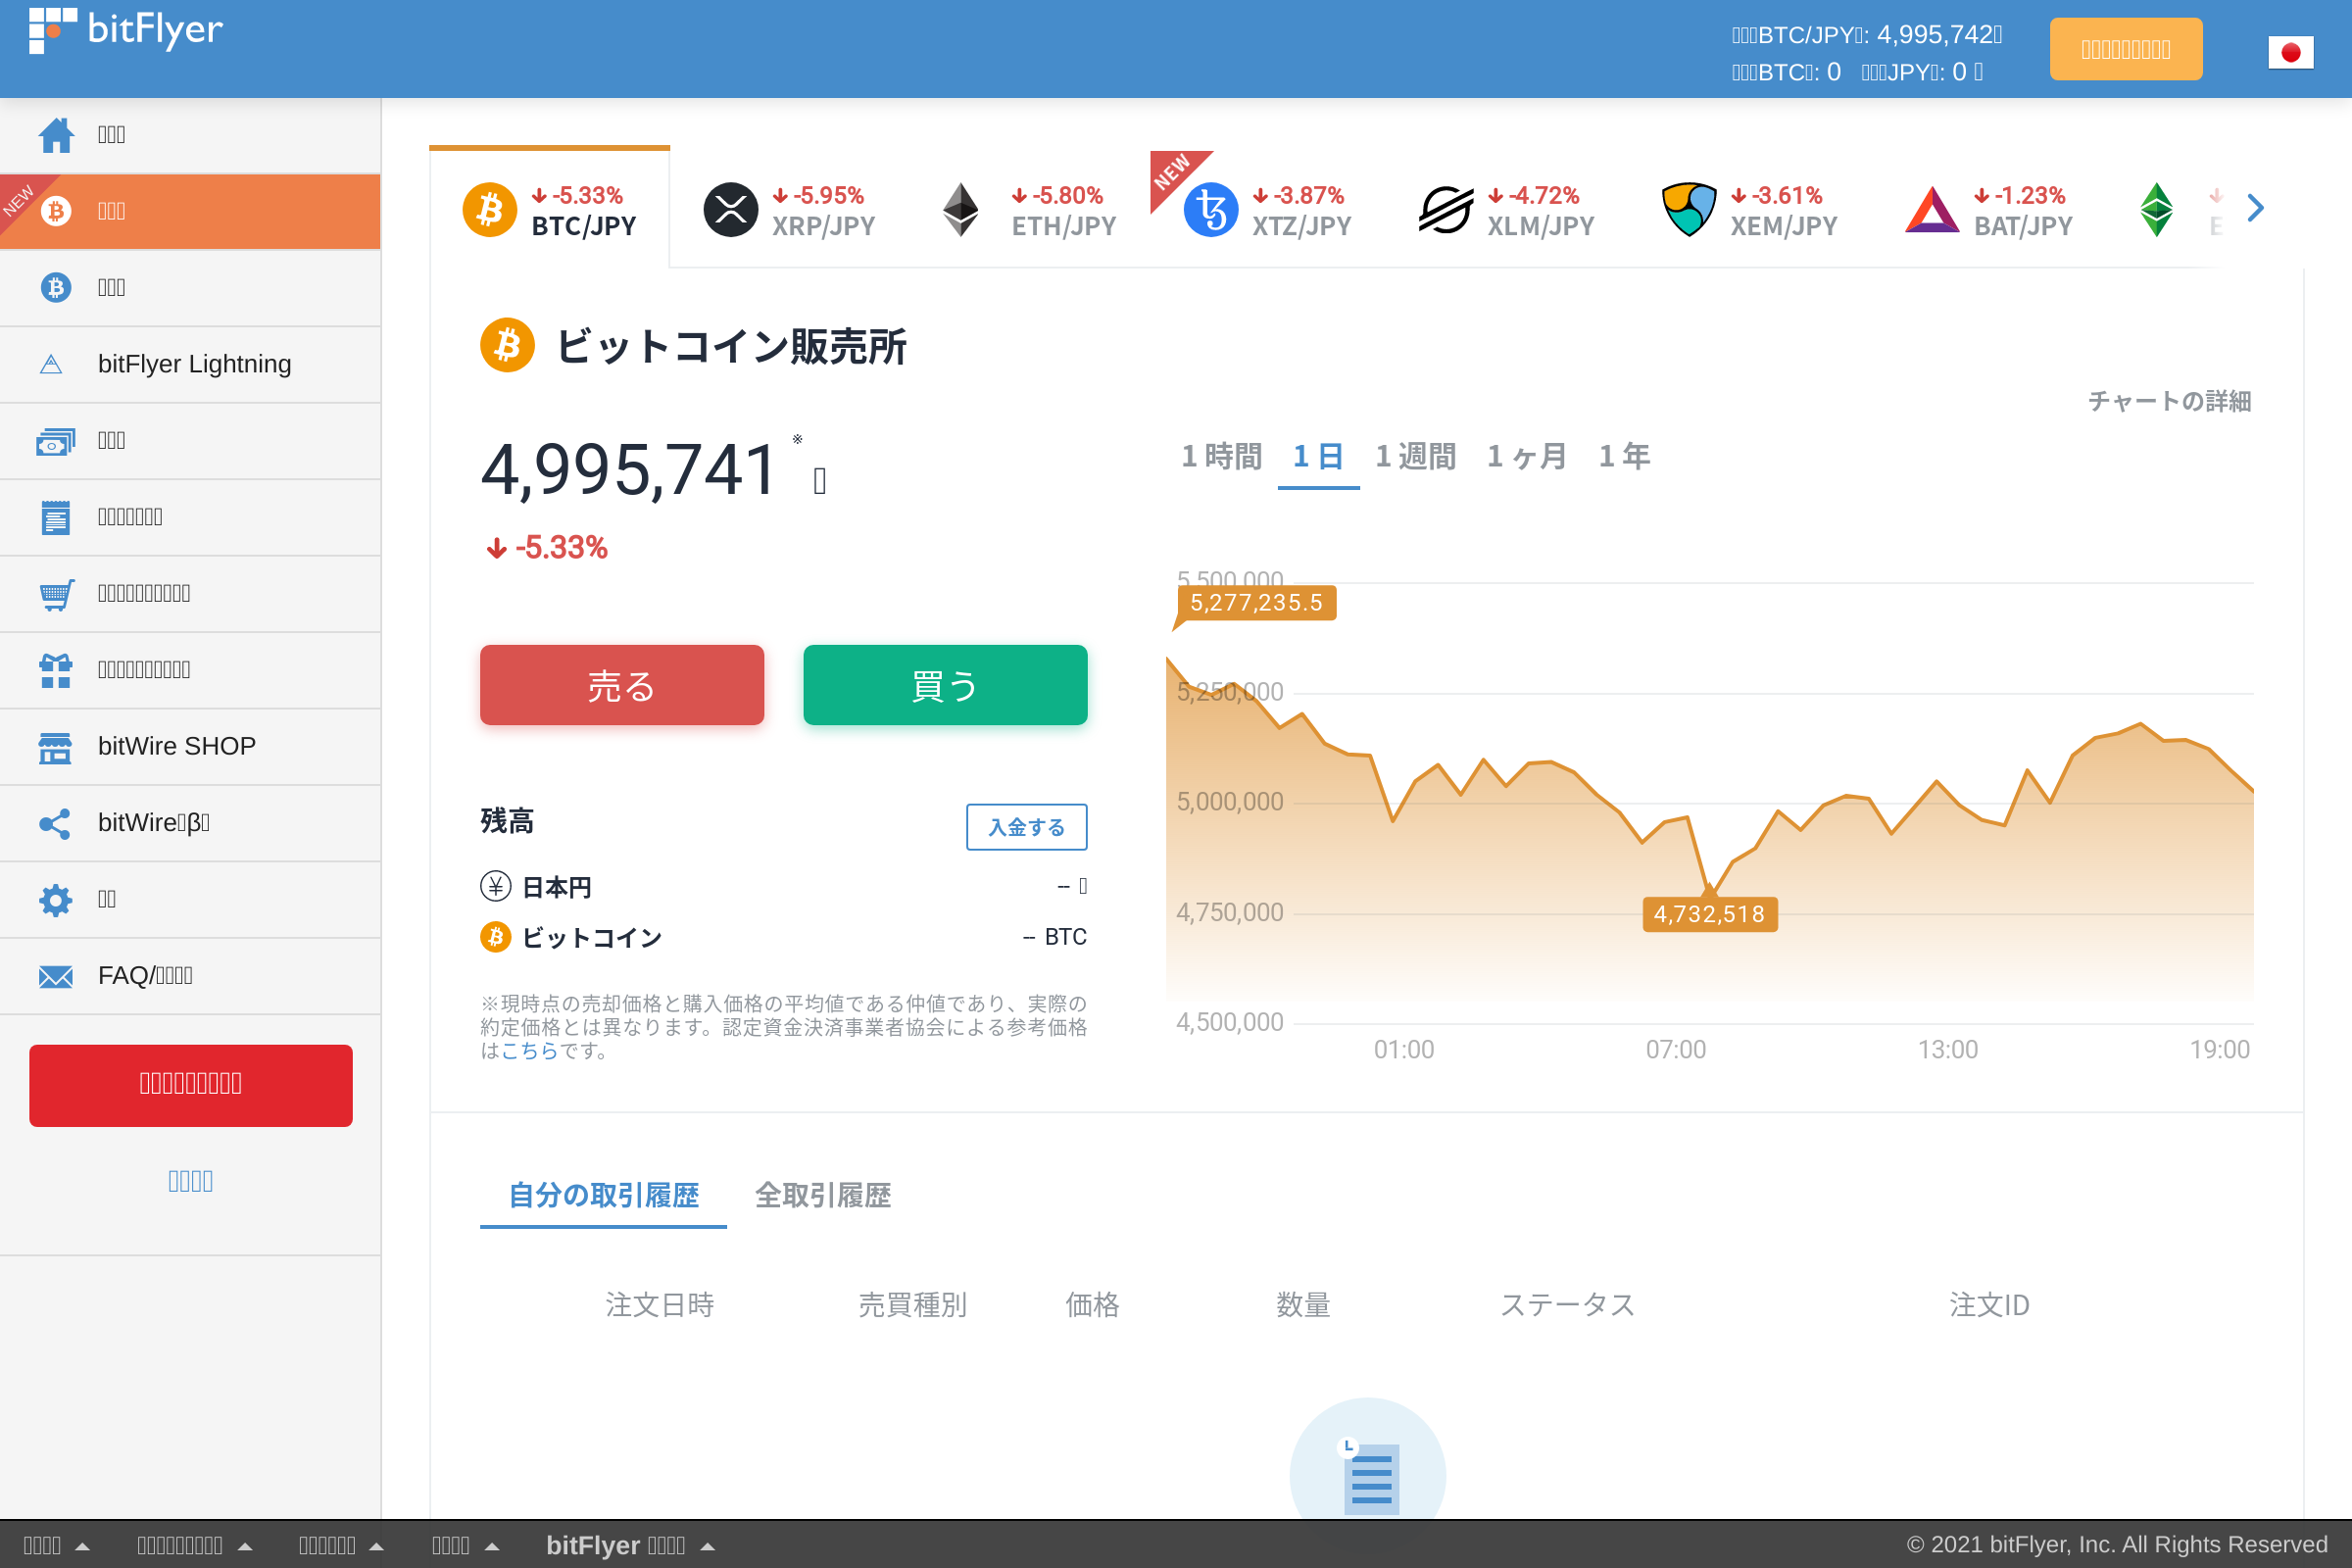 bitFlyer
BTC/JPY: 4,995,742
BTC: 0 JPY: 0
NEW
bitFlyer Lightning
bitWire SHOP
bitWire β
FAQ/
-5.33%
BTC/JPY
-5.95%
XRP/JPY
-5.80%
ETH/JPY
NEW
-3.87%
XTZ/JPY
-4.72%
XLM/JPY
-3.61%
XEM/JPY
-1.23%
BAT/JPY
ビットコイン販売所
チャートの詳細
4,995,741 ※
-5.33%
1 時間 1 日 1 週間 1 ヶ月 1 年
売る 買う
残高
入金する
日本円 --
ビットコイン -- BTC
※現時点の売却価格と購入価格の平均値である仲値であり、実際の
約定価格とは異なります。認定資金決済事業者協会による参考価格
はこちらです。
5,500,000
5,277,235.5
5,250,000
5,000,000
4,750,000
4,732,518
4,500,000
01:00 07:00 13:00 19:00
自分の取引履歴 全取引履歴
注文日時 売買種別 価格 数量 ステータス 注文ID
bitFlyer
© 2021 bitFlyer, Inc. All Rights Reserved